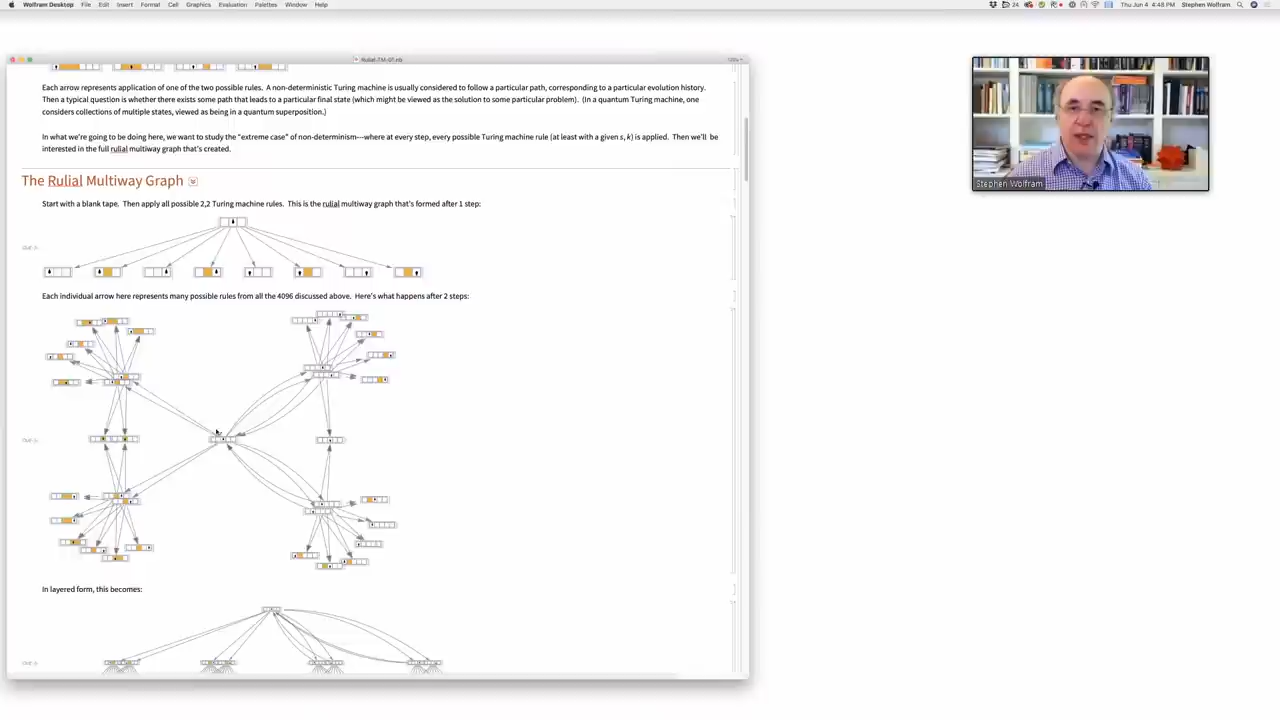 Wolfram Desktop File Edit Insert Format Cell Graphics Evaluation Palettes Window Help
24 Thu Jun 4 4:48 PM Stephen Wolfram
Rulial-TM-01.nb
Each arrow represents application of one of the two possible rules. A non-deterministic Turing machine is usually considered to follow a particular path, corresponding to a particular evolution history.
Then a typical question is whether there exists some path that leads to a particular final state (which might be viewed as the solution to some particular problem). (In a quantum Turing machine, one
considers collections of multiple states, viewed as being in a quantum superposition.)
In what we're going to be doing here, we want to study the "extreme case" of non-determinism---where at every step, every possible Turing machine rule (at least with a given s, k) is applied. Then we'll be
interested in the full rulial multiway graph that's created.
The Rulial Multiway Graph
Start with a blank tape. Then apply all possible 2,2 Turing machine rules. This is the rulial multiway graph that's formed after 1 step:
Each individual arrow here represents many possible rules from all the 4096 discussed above. Here's what happens after 2 steps:
In layered form, this becomes:
Stephen Wolfram